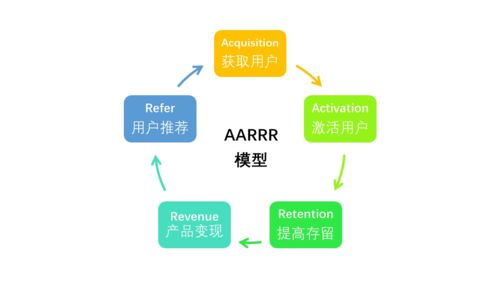 Acquisition
获取用户
Refer
用户推荐
Activation
激活用户
AARRR
模型
Revenue
产品变现
Retention
提高存留